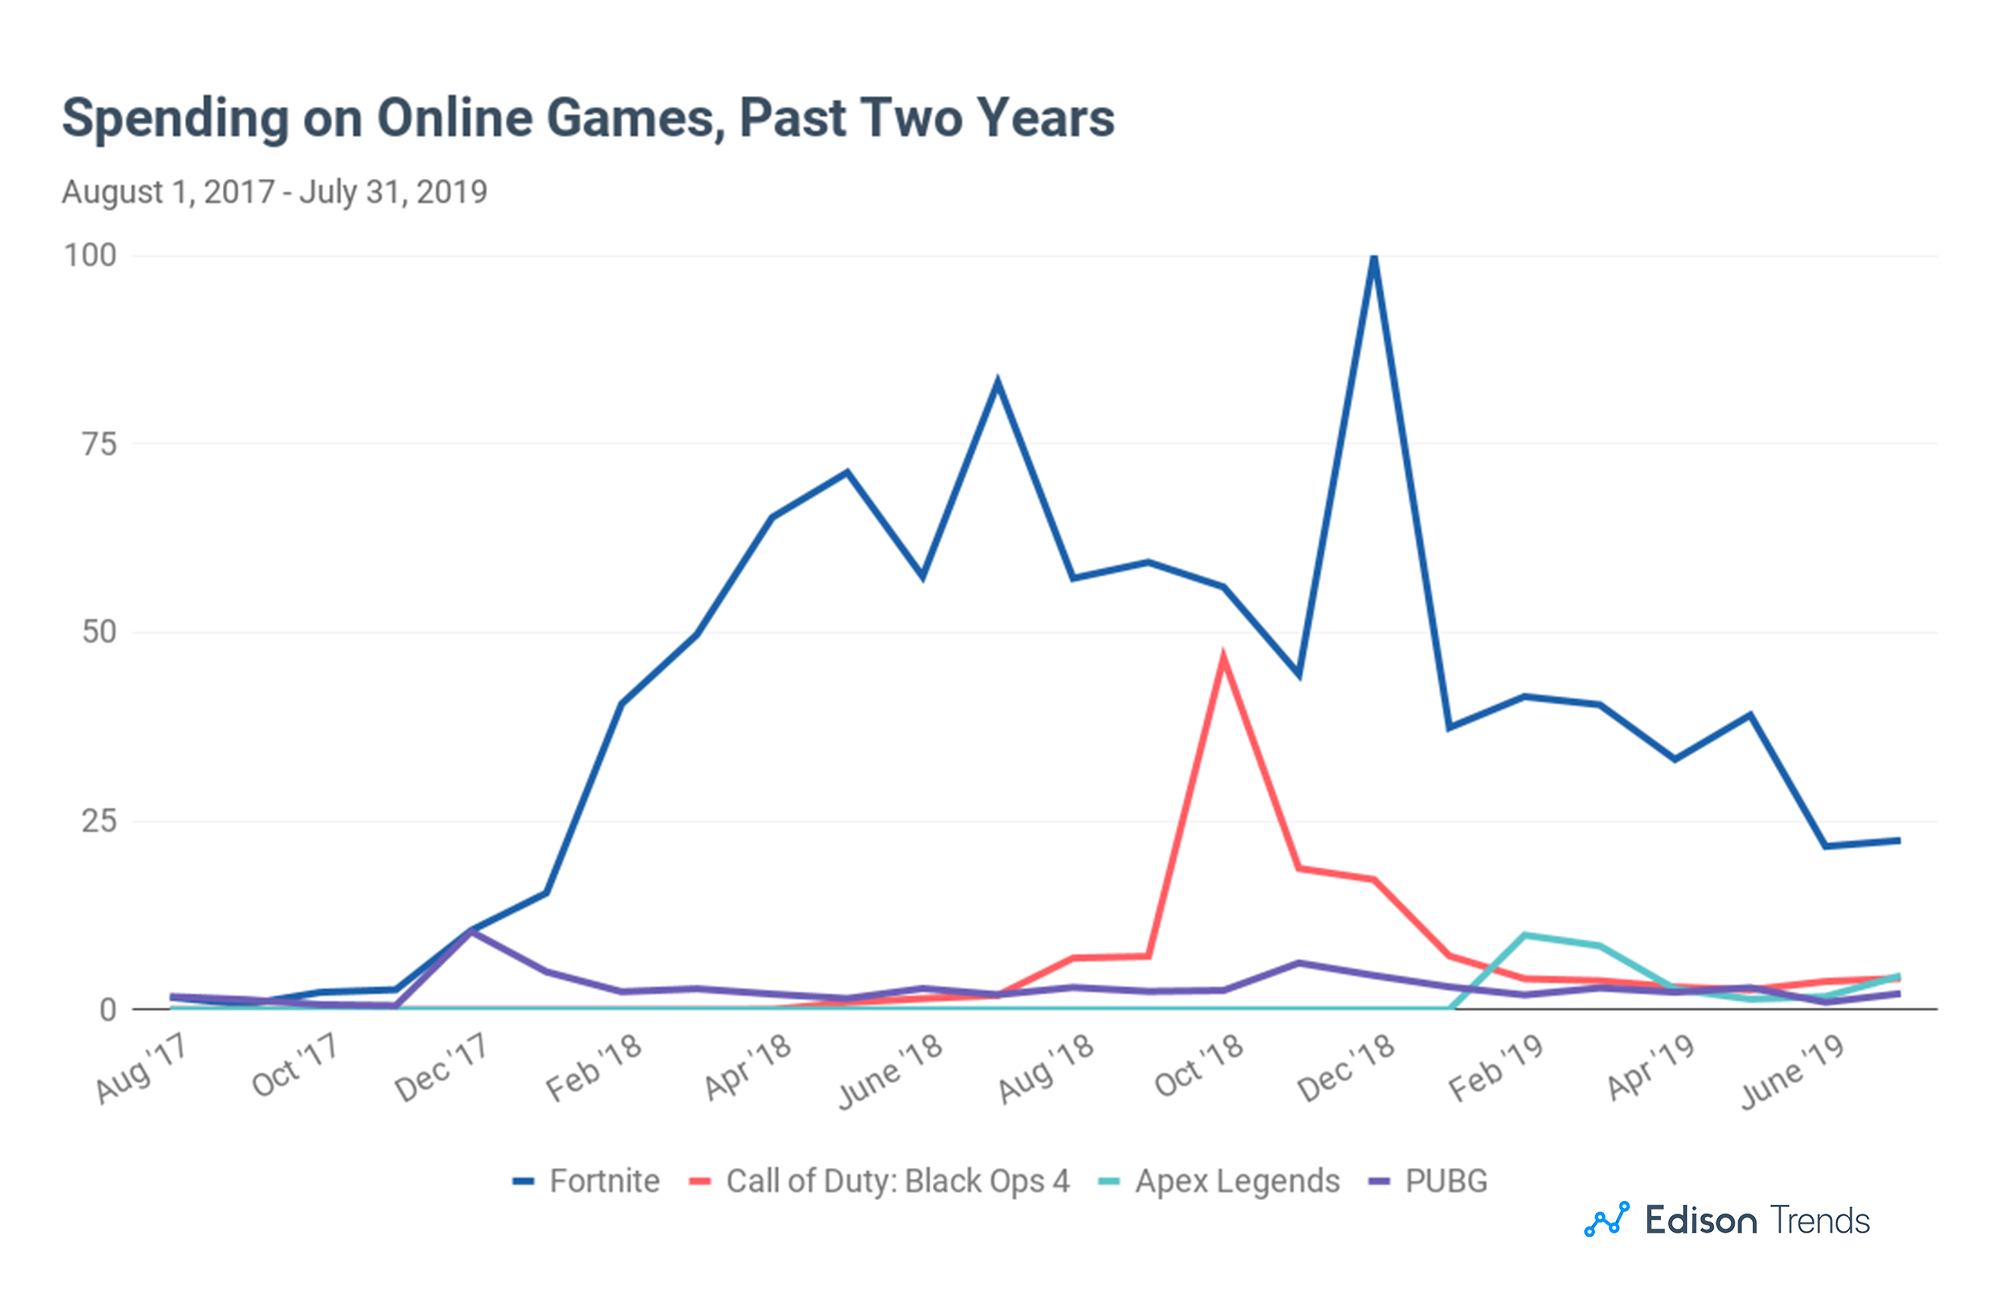 Spending on Online Games, Past Two Years
August 1, 2017 - July 31, 2019
100
75
50
25
0
Aug '17
Oct '17
Dec '17
Feb '18
Apr '18
June '18
Aug '18
Oct '18
Dec '18
Feb '19
Apr '19
June '19
Fortnite
Call of Duty: Black Ops 4
Apex Legends
PUBG
Edison Trends